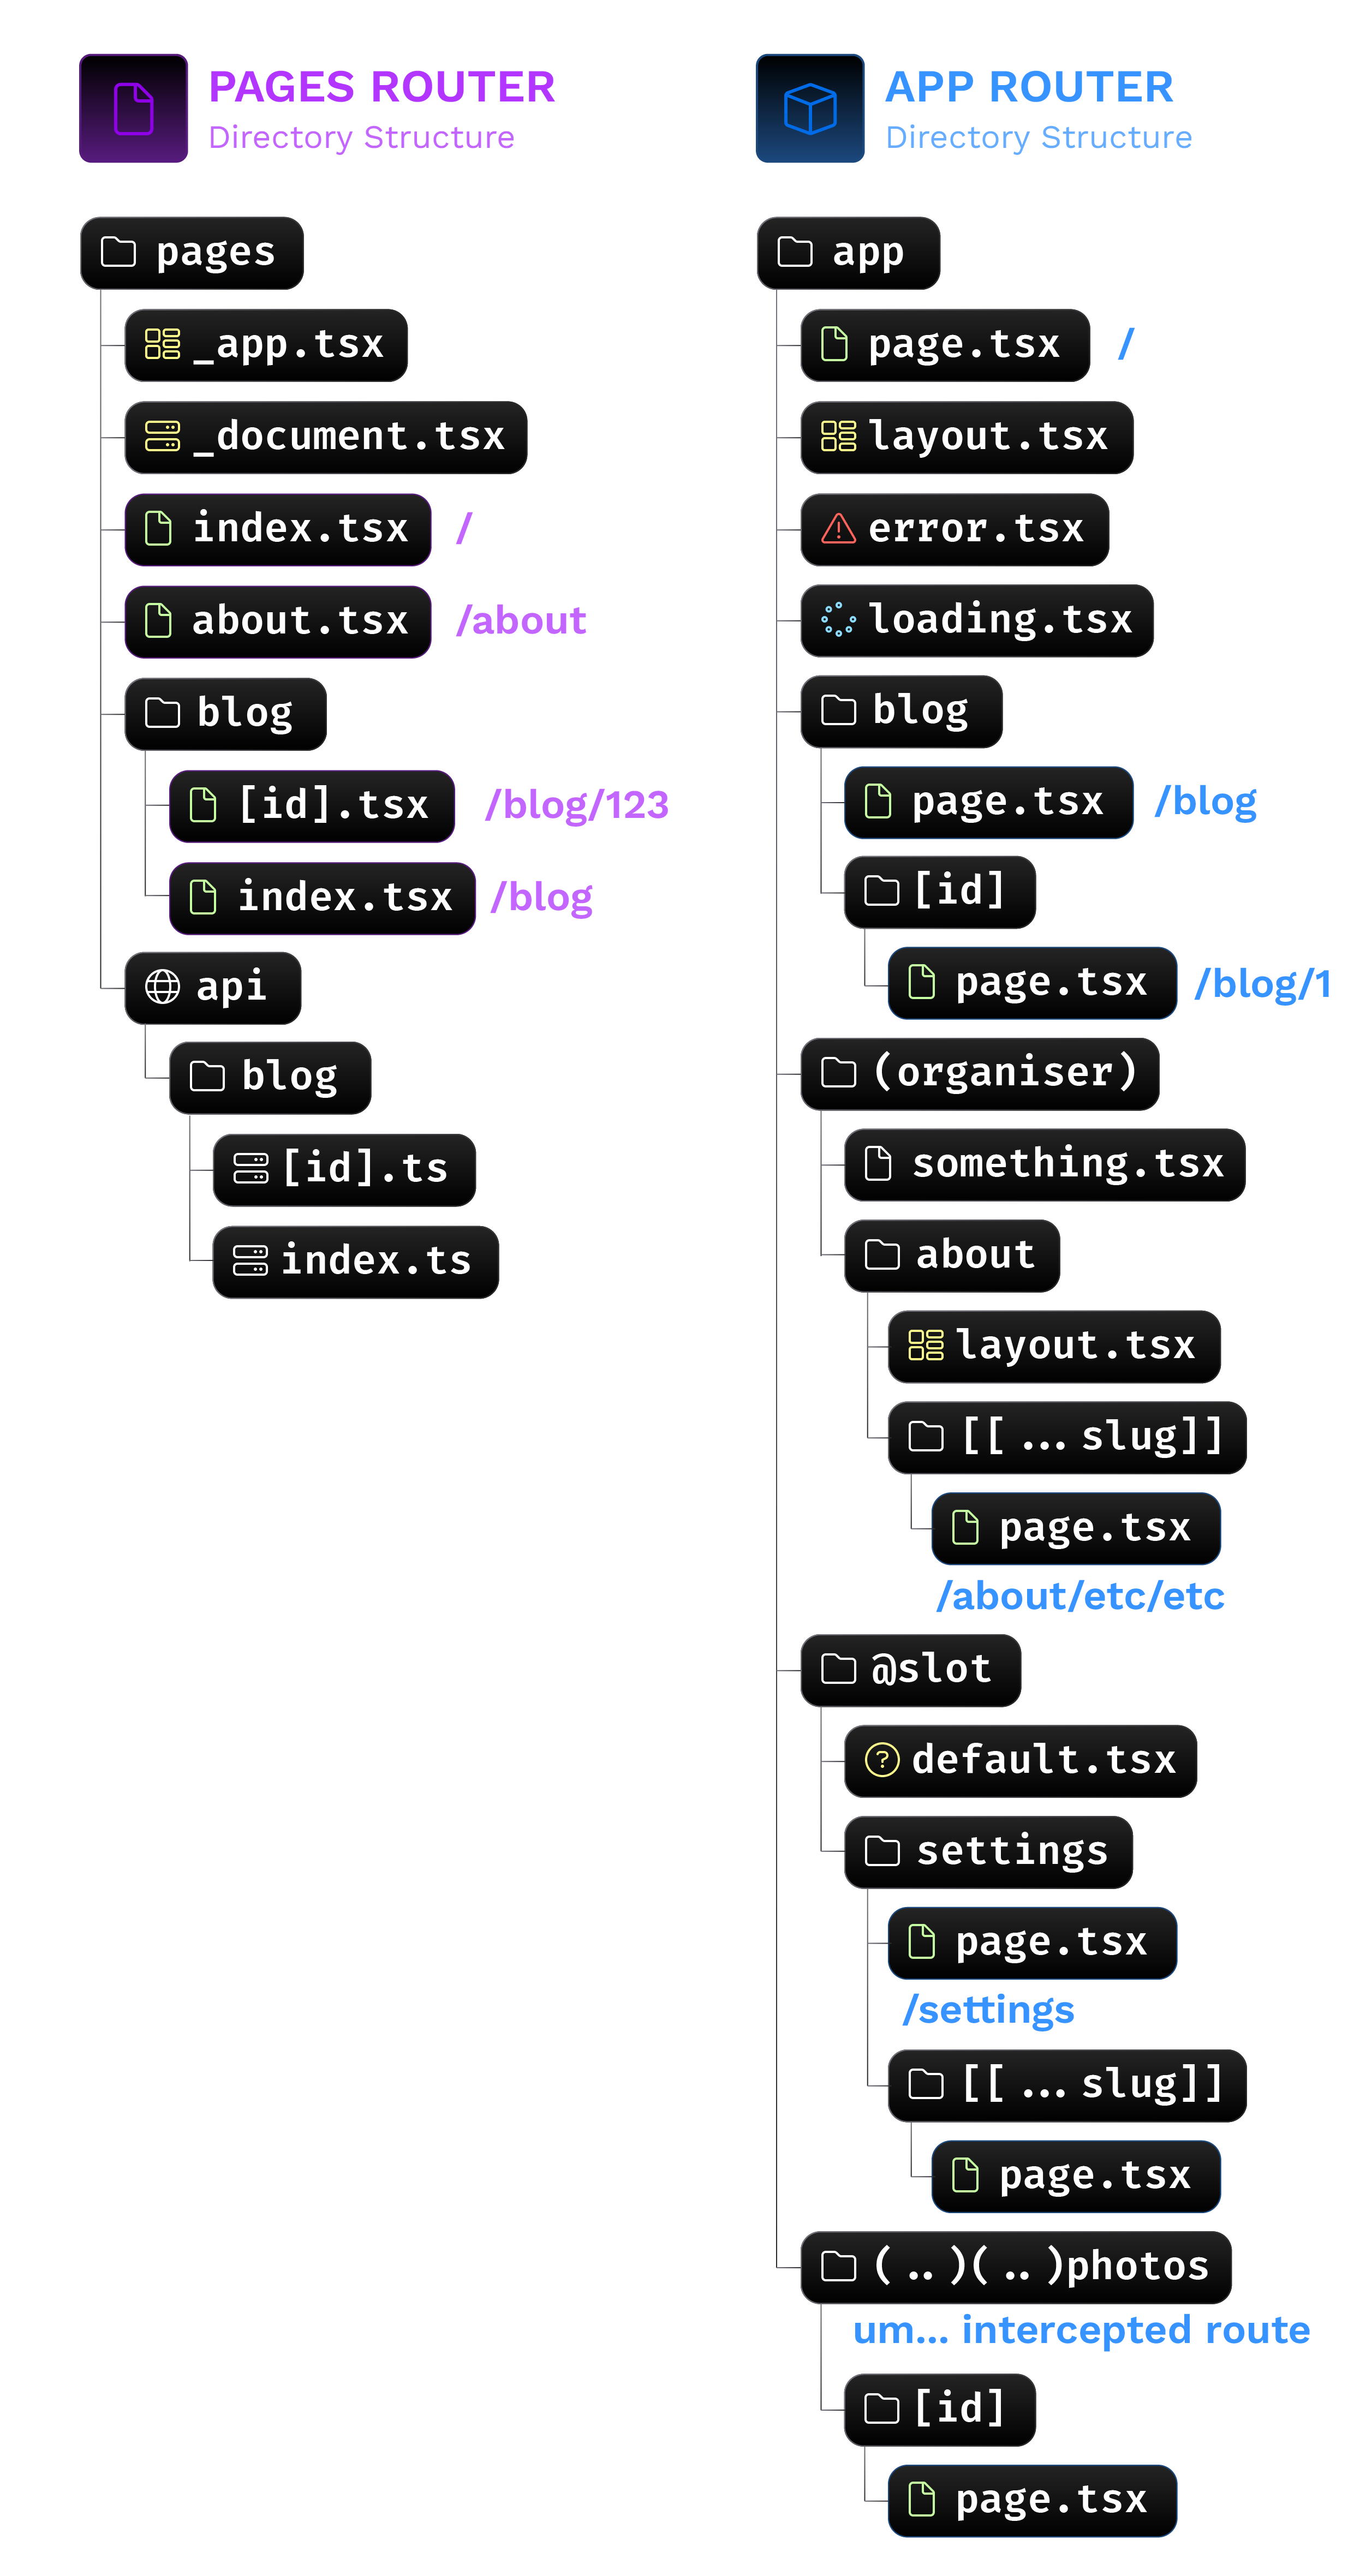 PAGES ROUTER
Directory Structure
pages
_app.tsx
_document.tsx
index.tsx /
about.tsx /about
blog
[id].tsx /blog/123
index.tsx /blog
api
blog
[id].ts
index.ts
APP ROUTER
Directory Structure
app
page.tsx /
layout.tsx
error.tsx
loading.tsx
blog
page.tsx /blog
[id]
page.tsx /blog/1
(organiser)
something.tsx
about
layout.tsx
[[...slug]]
page.tsx
/about/etc/etc
@slot
? default.tsx
settings
page.tsx
/settings
[[...slug]]
page.tsx
(..)(..)photos
um... intercepted route
[id]
page.tsx